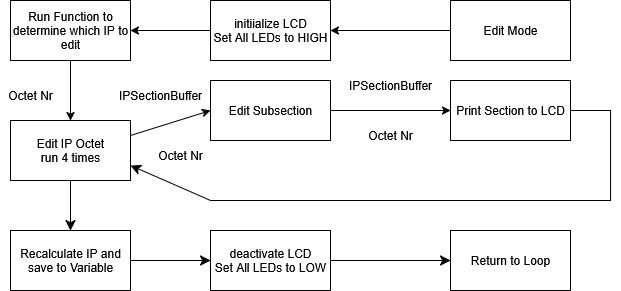 Run Function to
determine which IP to
edit
initiialize LCD
Set All LEDs to HIGH
Edit Mode
Octet Nr
IPSectionBuffer
IPSectionBuffer
Edit IP Octet
run 4 times
Edit Subsection
Print Section to LCD
Octet Nr
Octet Nr
Recalculate IP and
save to Variable
deactivate LCD
Set All LEDs to LOW
Return to Loop